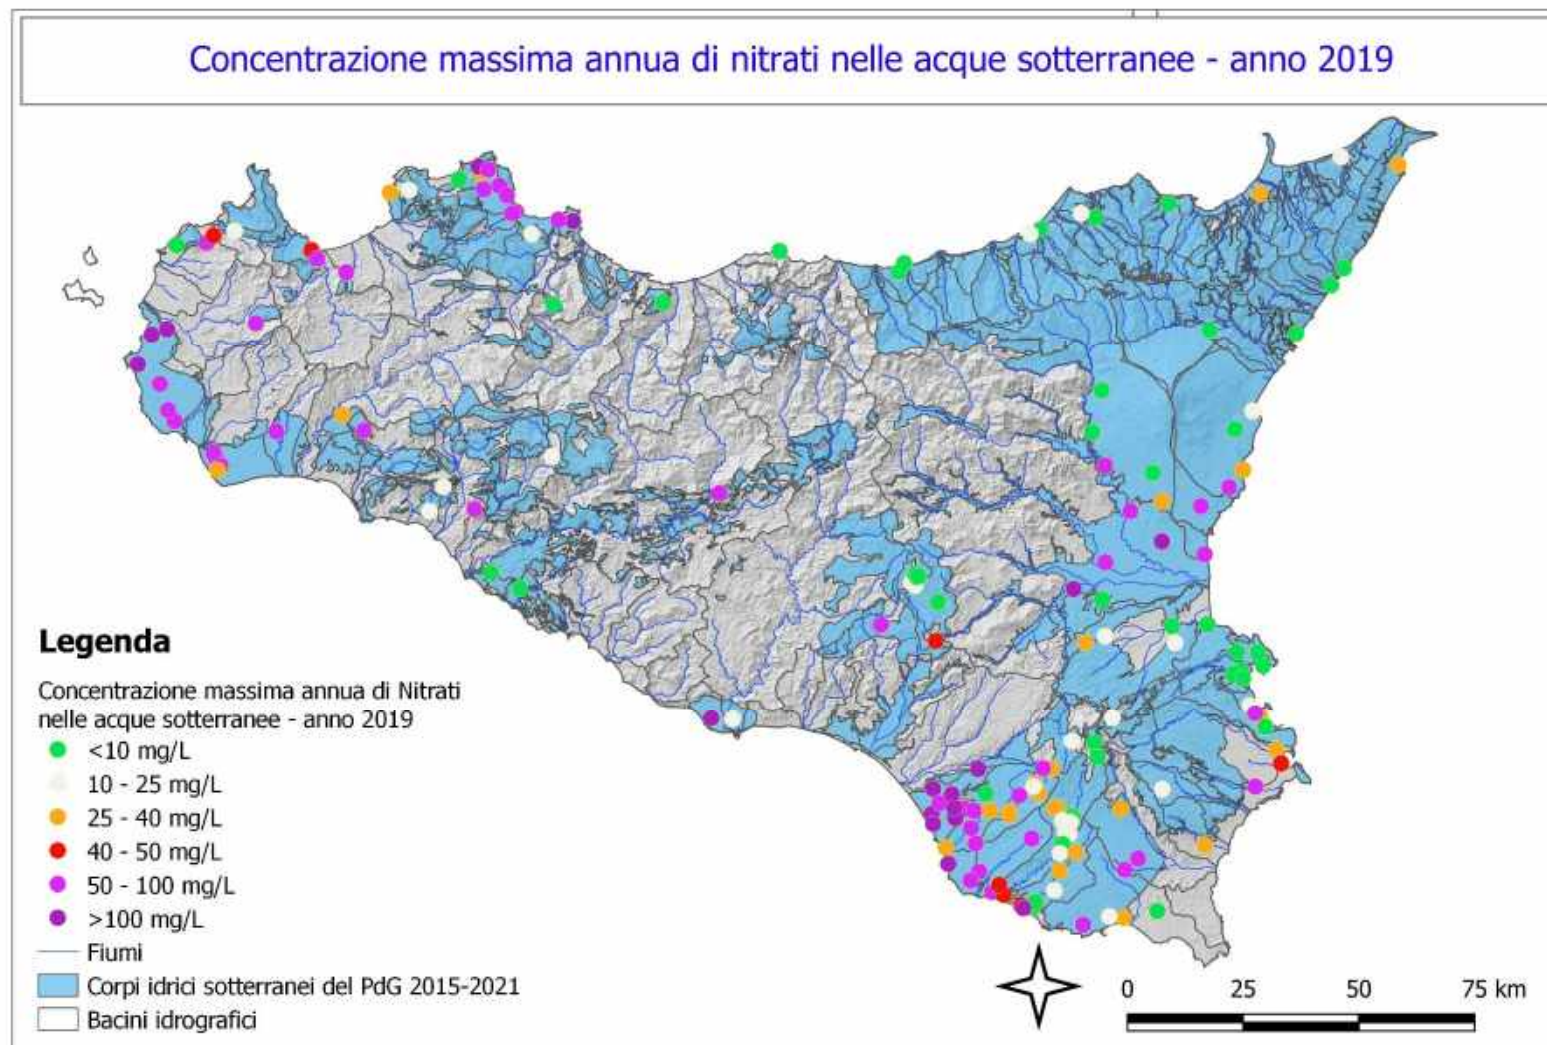 Concentrazione massima annua di nitrati nelle acque sotterranee - anno 2019
Legenda
Concentrazione massima annua di Nitrati
nelle acque sotterranee - anno 2019
<10 mg/L
10 - 25 mg/L
25 - 40 mg/L
40 - 50 mg/L
50 - 100 mg/L
>100 mg/L
Fiumi
Corpi idrici sotterranei del PdG 2015-2021
Bacini idrografici
0 25 50 75 km